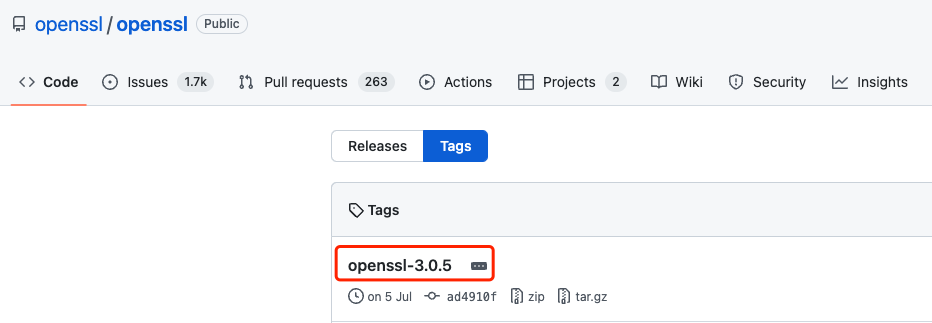 openssl / openssl Public
Code Issues 1.7k Pull requests 263 Actions Projects 2 Wiki Security Insights
Releases Tags
Tags
openssl-3.0.5
on 5 Jul ad4910f zip tar.gz